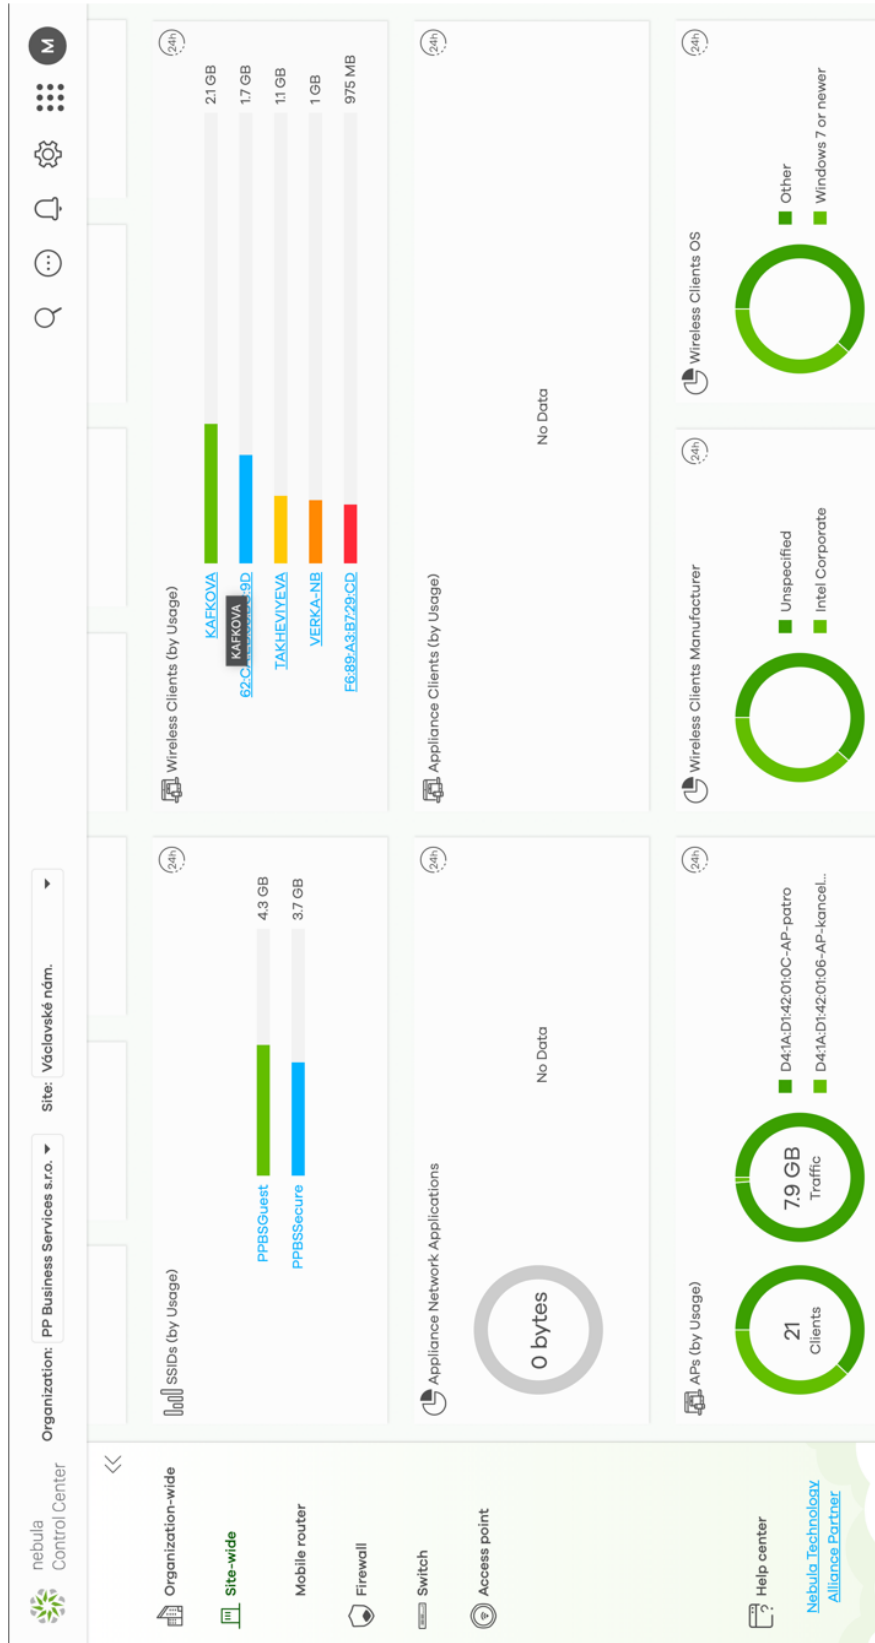 nebula
Control Center
Organization: PP Business Services s.r.o.
Site: Václavské nám.
M
Organization-wide
Site-wide
Mobile router
Firewall
Switch
Access point
Help center
Nebula Technology
Alliance Partner
SSIDs (by Usage)
24h
PPBSGuest 4.3 GB
PPBSSecure 3.7 GB
Wireless Clients (by Usage)
24h
KAFKOVA 2.1 GB
KAFKOVA
1.7 GB
TAKHEVIYEVA 1.1 GB
VERKA-NB 1 GB
F6:89:A3:B7:29:CD 975 MB
Appliance Network Applications
24h
0 bytes
No Data
Appliance Clients (by Usage)
24h
No Data
APs (by Usage)
24h
21
Clients
7.9 GB
Traffic
D4:1A:D1:42:01:0C-AP-patro
D4:1A:D1:42:01:06-AP-kancel...
Wireless Clients Manufacturer
24h
Unspecified
Intel Corporate
Wireless Clients OS
24h
Other
Windows 7 or newer